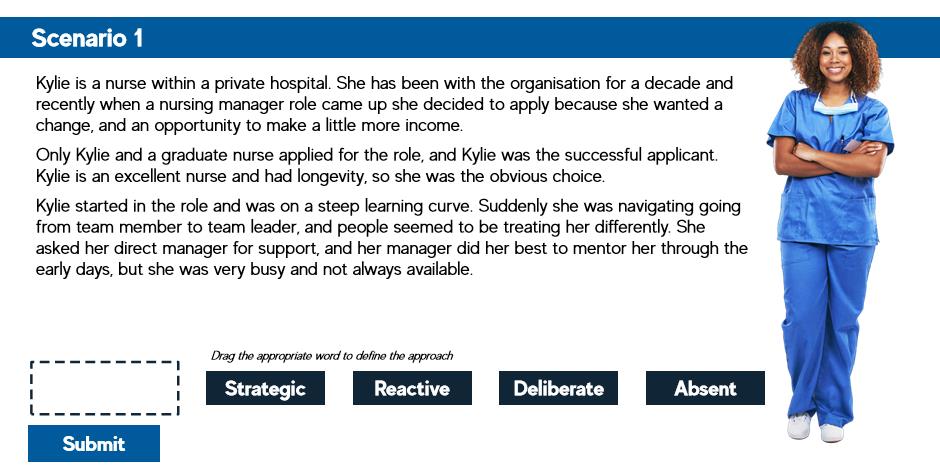 Scenario 1
Kylie is a nurse within a private hospital. She has been with the organisation for a decade and
recently when a nursing manager role came up she decided to apply because she wanted a
change, and an opportunity to make a little more income.
Only Kylie and a graduate nurse applied for the role, and Kylie was the successful applicant.
Kylie is an excellent nurse and had longevity, so she was the obvious choice.
Kylie started in the role and was on a steep learning curve. Suddenly she was navigating going
from team member to team leader, and people seemed to be treating her differently. She
asked her direct manager for support, and her manager did her best to mentor her through the
early days, but she was very busy and not always available.
Drag the appropriate word to define the approach
Strategic
Reactive
Deliberate
Absent
Submit